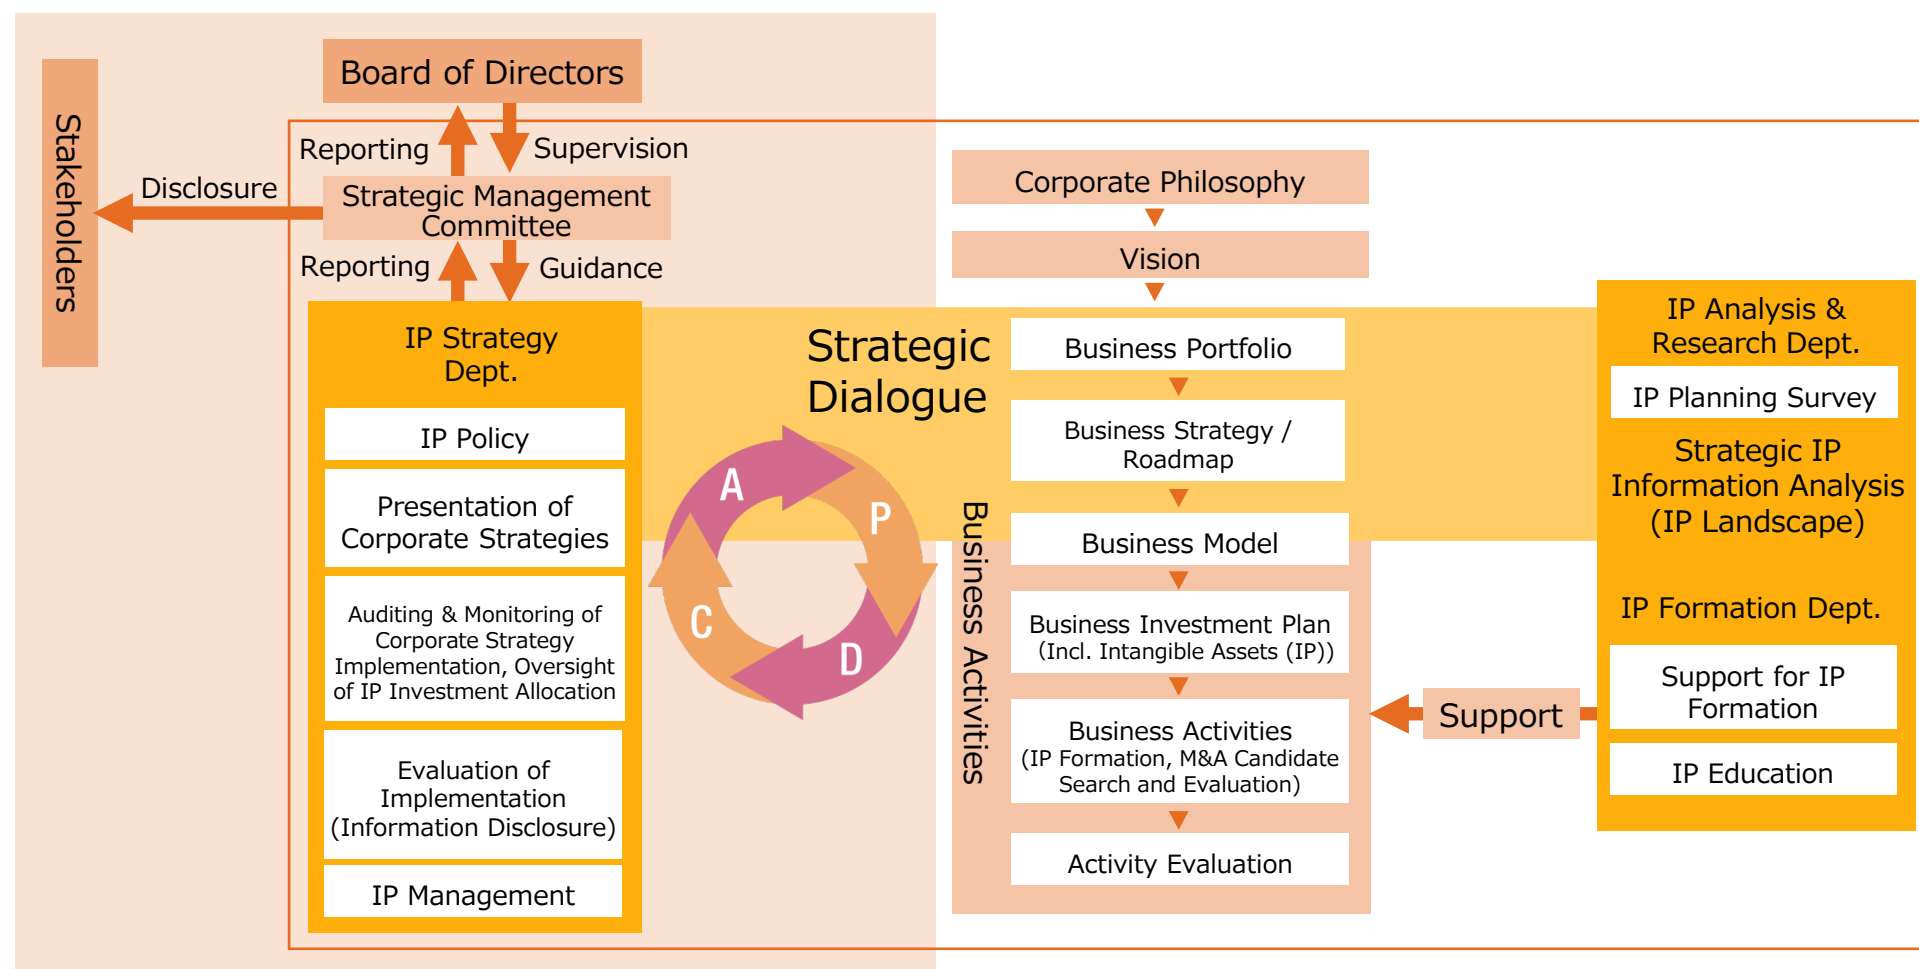 Stakeholders
Board of Directors
Reporting
Supervision
Disclosure
Strategic Management
Committee
Reporting
Guidance
IP Strategy
Dept.
IP Policy
Presentation of
Corporate Strategies
Auditing & Monitoring of
Corporate Strategy
Implementation, Oversight
of IP Investment Allocation
Evaluation of
Implementation
(Information Disclosure)
IP Management
Strategic
Dialogue
A
P
D
C
Corporate Philosophy
Vision
Business Portfolio
Business Strategy /
Roadmap
Business Model
Business Activities
Business Investment Plan
(Incl. Intangible Assets (IP))
Business Activities
(IP Formation, M&A Candidate
Search and Evaluation)
Activity Evaluation
Support
IP Analysis &
Research Dept.
IP Planning Survey
Strategic IP
Information Analysis
(IP Landscape)
IP Formation Dept.
Support for IP
Formation
IP Education